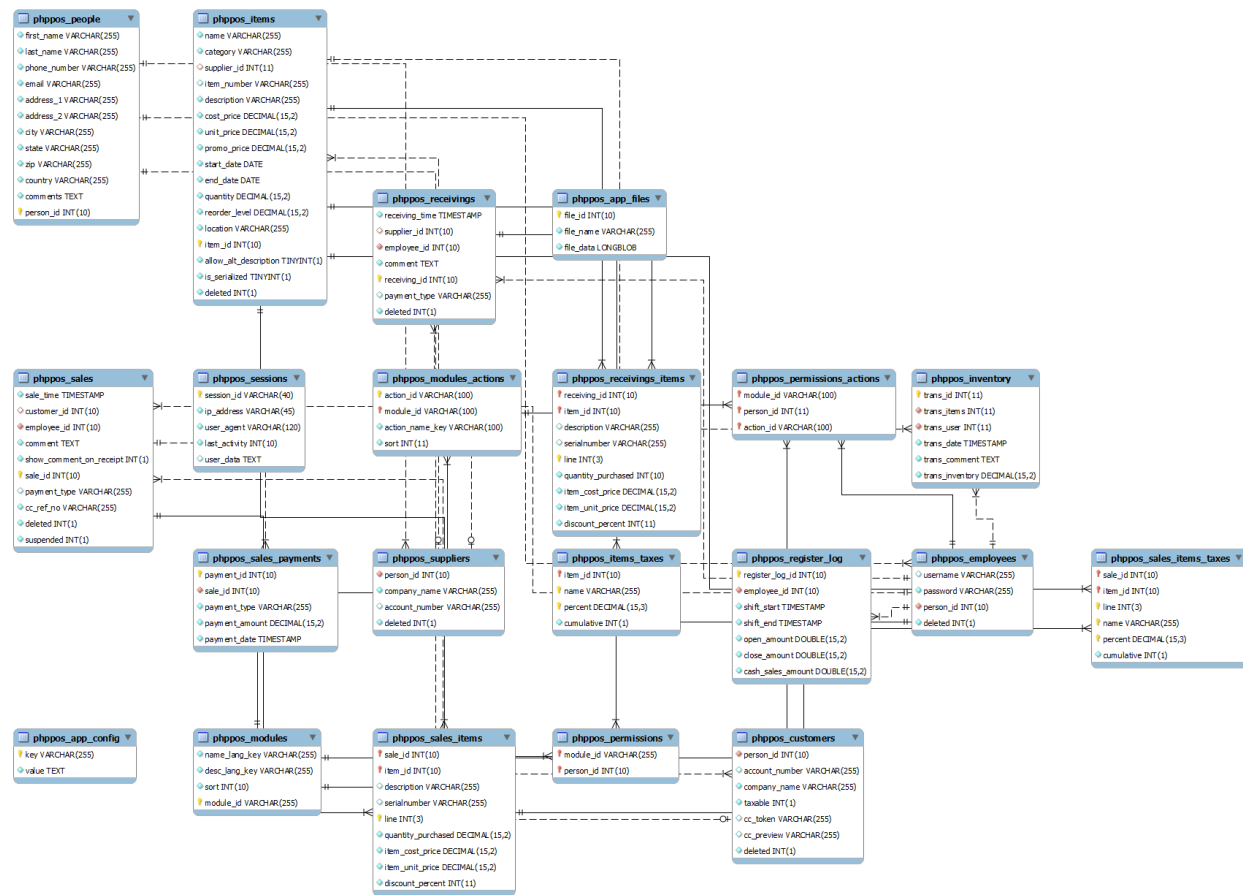 phppos_people
first_name VARCHAR(255)
last_name VARCHAR(255)
phone_number VARCHAR(255)
email VARCHAR(255)
address_1 VARCHAR(255)
address_2 VARCHAR(255)
city VARCHAR(255)
state VARCHAR(255)
zip VARCHAR(255)
country VARCHAR(255)
comments TEXT
person_id INT(10)
phppos_items
name VARCHAR(255)
category VARCHAR(255)
supplier_id INT(11)
item_number VARCHAR(255)
description VARCHAR(255)
cost_price DECIMAL(15,2)
unit_price DECIMAL(15,2)
promo_price DECIMAL(15,2)
start_date DATE
end_date DATE
quantity DECIMAL(15,2)
reorder_level DECIMAL(15,2)
location VARCHAR(255)
item_id INT(10)
allow_alt_description TINYINT(1)
is_serialized TINYINT(1)
deleted INT(1)
phppos_receivings
receiving_time TIMESTAMP
supplier_id INT(10)
employee_id INT(10)
comment TEXT
receiving_id INT(10)
payment_type VARCHAR(255)
deleted INT(1)
phppos_app_files
file_id INT(10)
file_name VARCHAR(255)
file_data LONGBLOB
phppos_sales
sale_time TIMESTAMP
customer_id INT(10)
employee_id INT(10)
comment TEXT
show_comment_on_receipt INT(1)
sale_id INT(10)
payment_type VARCHAR(255)
cc_ref_no VARCHAR(255)
deleted INT(1)
suspended INT(1)
phppos_sessions
session_id VARCHAR(40)
ip_address VARCHAR(45)
user_agent VARCHAR(120)
last_activity INT(10)
user_data TEXT
phppos_modules_actions
action_id VARCHAR(100)
module_id VARCHAR(100)
action_name_key VARCHAR(100)
sort INT(11)
phppos_receivings_items
receiving_id INT(10)
item_id INT(10)
description VARCHAR(255)
serialnumber VARCHAR(255)
line INT(3)
quantity_purchased INT(10)
item_cost_price DECIMAL(15,2)
item_unit_price DECIMAL(15,2)
discount_percent INT(11)
phppos_permissions_actions
module_id VARCHAR(100)
person_id INT(11)
action_id VARCHAR(100)
phppos_inventory
trans_id INT(11)
trans_items INT(11)
trans_user INT(11)
trans_date TIMESTAMP
trans_comment TEXT
trans_inventory DECIMAL(15,2)
phppos_sales_payments
payment_id INT(10)
sale_id INT(10)
payment_type VARCHAR(255)
payment_amount DECIMAL(15,2)
payment_date TIMESTAMP
phppos_suppliers
person_id INT(10)
company_name VARCHAR(255)
account_number VARCHAR(255)
deleted INT(1)
phppos_items_taxes
item_id INT(10)
name VARCHAR(255)
percent DECIMAL(15,3)
cumulative INT(1)
phppos_register_log
register_log_id INT(10)
employee_id INT(10)
shift_start TIMESTAMP
shift_end TIMESTAMP
open_amount DOUBLE(15,2)
close_amount DOUBLE(15,2)
cash_sales_amount DOUBLE(15,2)
phppos_employees
username VARCHAR(255)
password VARCHAR(255)
person_id INT(10)
deleted INT(1)
phppos_sales_items_taxes
sale_id INT(10)
item_id INT(10)
line INT(3)
name VARCHAR(255)
percent DECIMAL(15,3)
cumulative INT(1)
phppos_app_config
key VARCHAR(255)
value TEXT
phppos_modules
name_lang_key VARCHAR(255)
desc_lang_key VARCHAR(255)
sort INT(10)
module_id VARCHAR(255)
phppos_sales_items
sale_id INT(10)
item_id INT(10)
description VARCHAR(255)
serialnumber VARCHAR(255)
line INT(3)
quantity_purchased DECIMAL(15,2)
item_cost_price DECIMAL(15,2)
item_unit_price DECIMAL(15,2)
discount_percent INT(11)
phppos_permissions
module_id VARCHAR(255)
person_id INT(10)
phppos_customers
person_id INT(10)
account_number VARCHAR(255)
company_name VARCHAR(255)
taxable INT(1)
cc_token VARCHAR(255)
cc_preview VARCHAR(255)
deleted INT(1)